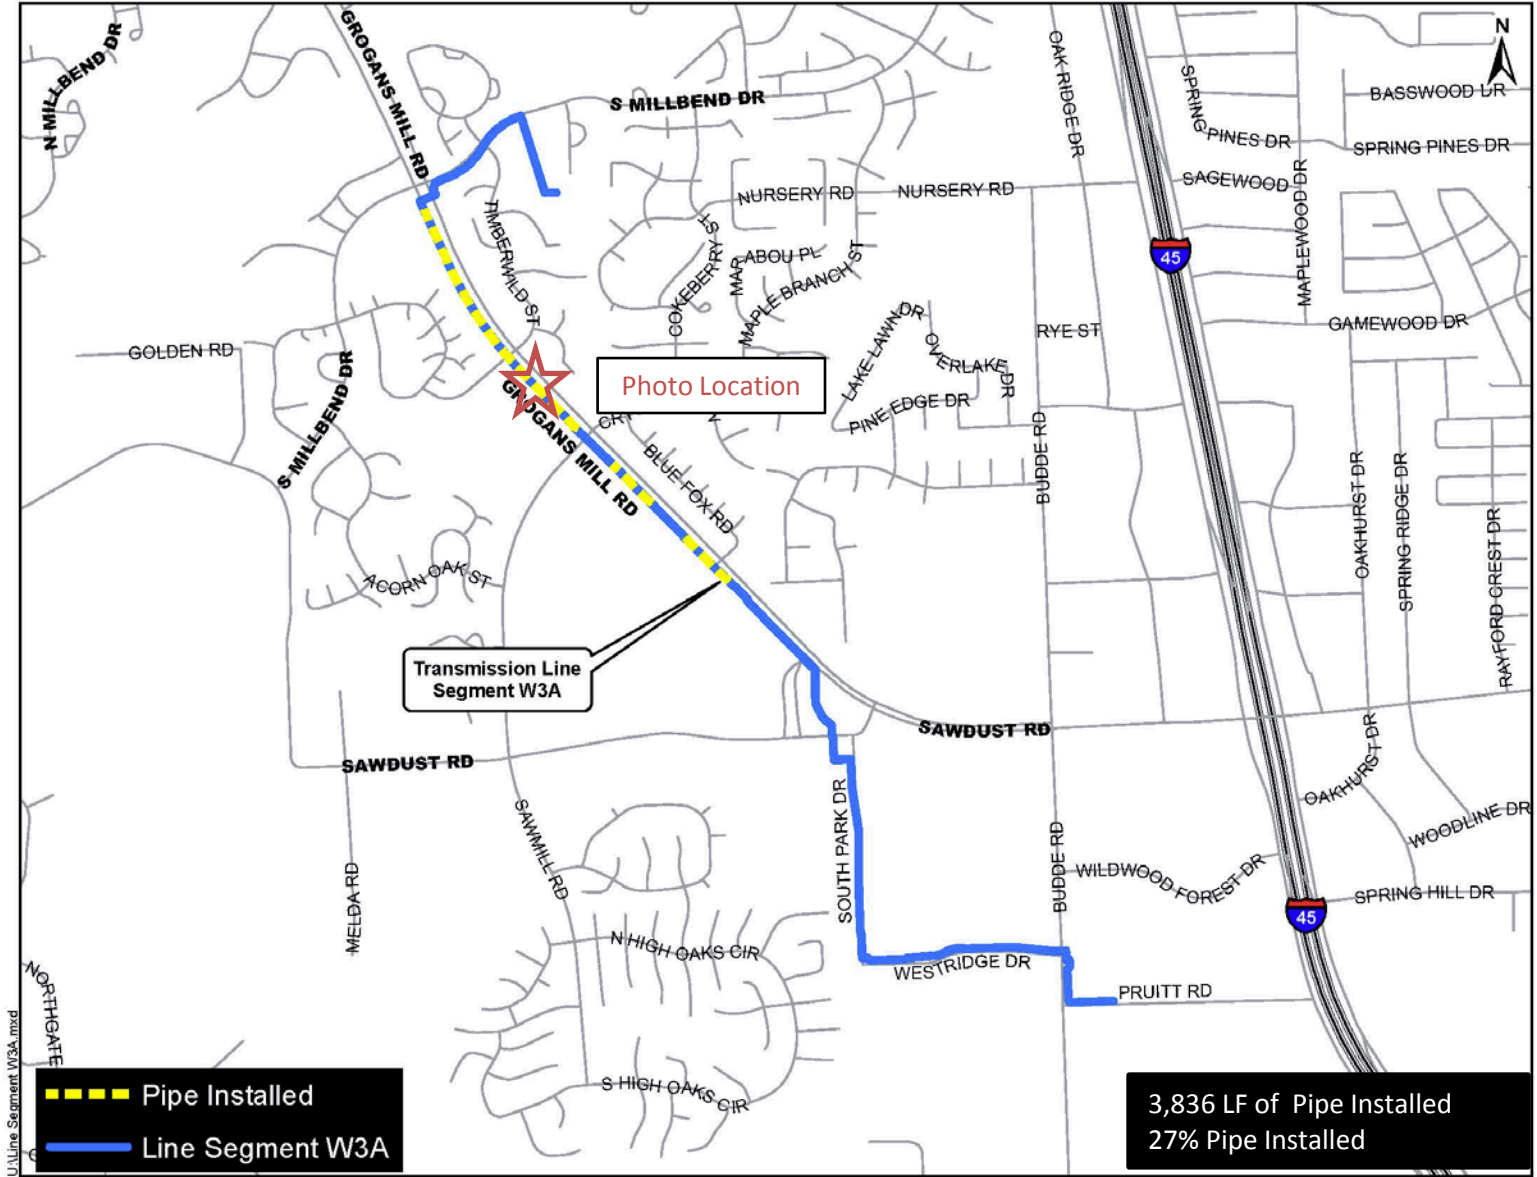 N MILLBEND DR
GROGANS MILL RD
S MILLBEND DR
OAK RIDGE DR
N
BASSWOOD DR
SPRING PINES DR
SPRING PINES DR
SAGEWOOD
MAPLEWOOD DR
NURSERY RD
NURSERY RD
TIMBERWILD ST
COKEBERRY ST
MARABOU PL
MAPLE BRANCH ST
45
GOLDEN RD
S MILLBEND DR
Photo Location
LAKE LAWN DR
OVERLAKE DR
RYE ST
GAMEWOOD DR
PINE EDGE DR
GROGANS MILL RD
BLUE FOX RD
BUDDE RD
OAKHURST DR
SPRING RIDGE DR
RAYFORD CREST DR
ACORN OAK ST
Transmission Line
Segment W3A
SAWDUST RD
SAWDUST RD
OAKHURST DR
WOODLINE DR
SAWMILL RD
SOUTH PARK DR
BUDDE RD
WILDWOOD FOREST DR
SPRING HILL DR
45
MELDA RD
N HIGH OAKS CIR
WESTRIDGE DR
PRUITT RD
NORTHGATE
S HIGH OAKS CIR
U:\Line Segment W3A.mxd
Pipe Installed
Line Segment W3A
3,836 LF of Pipe Installed
27% Pipe Installed